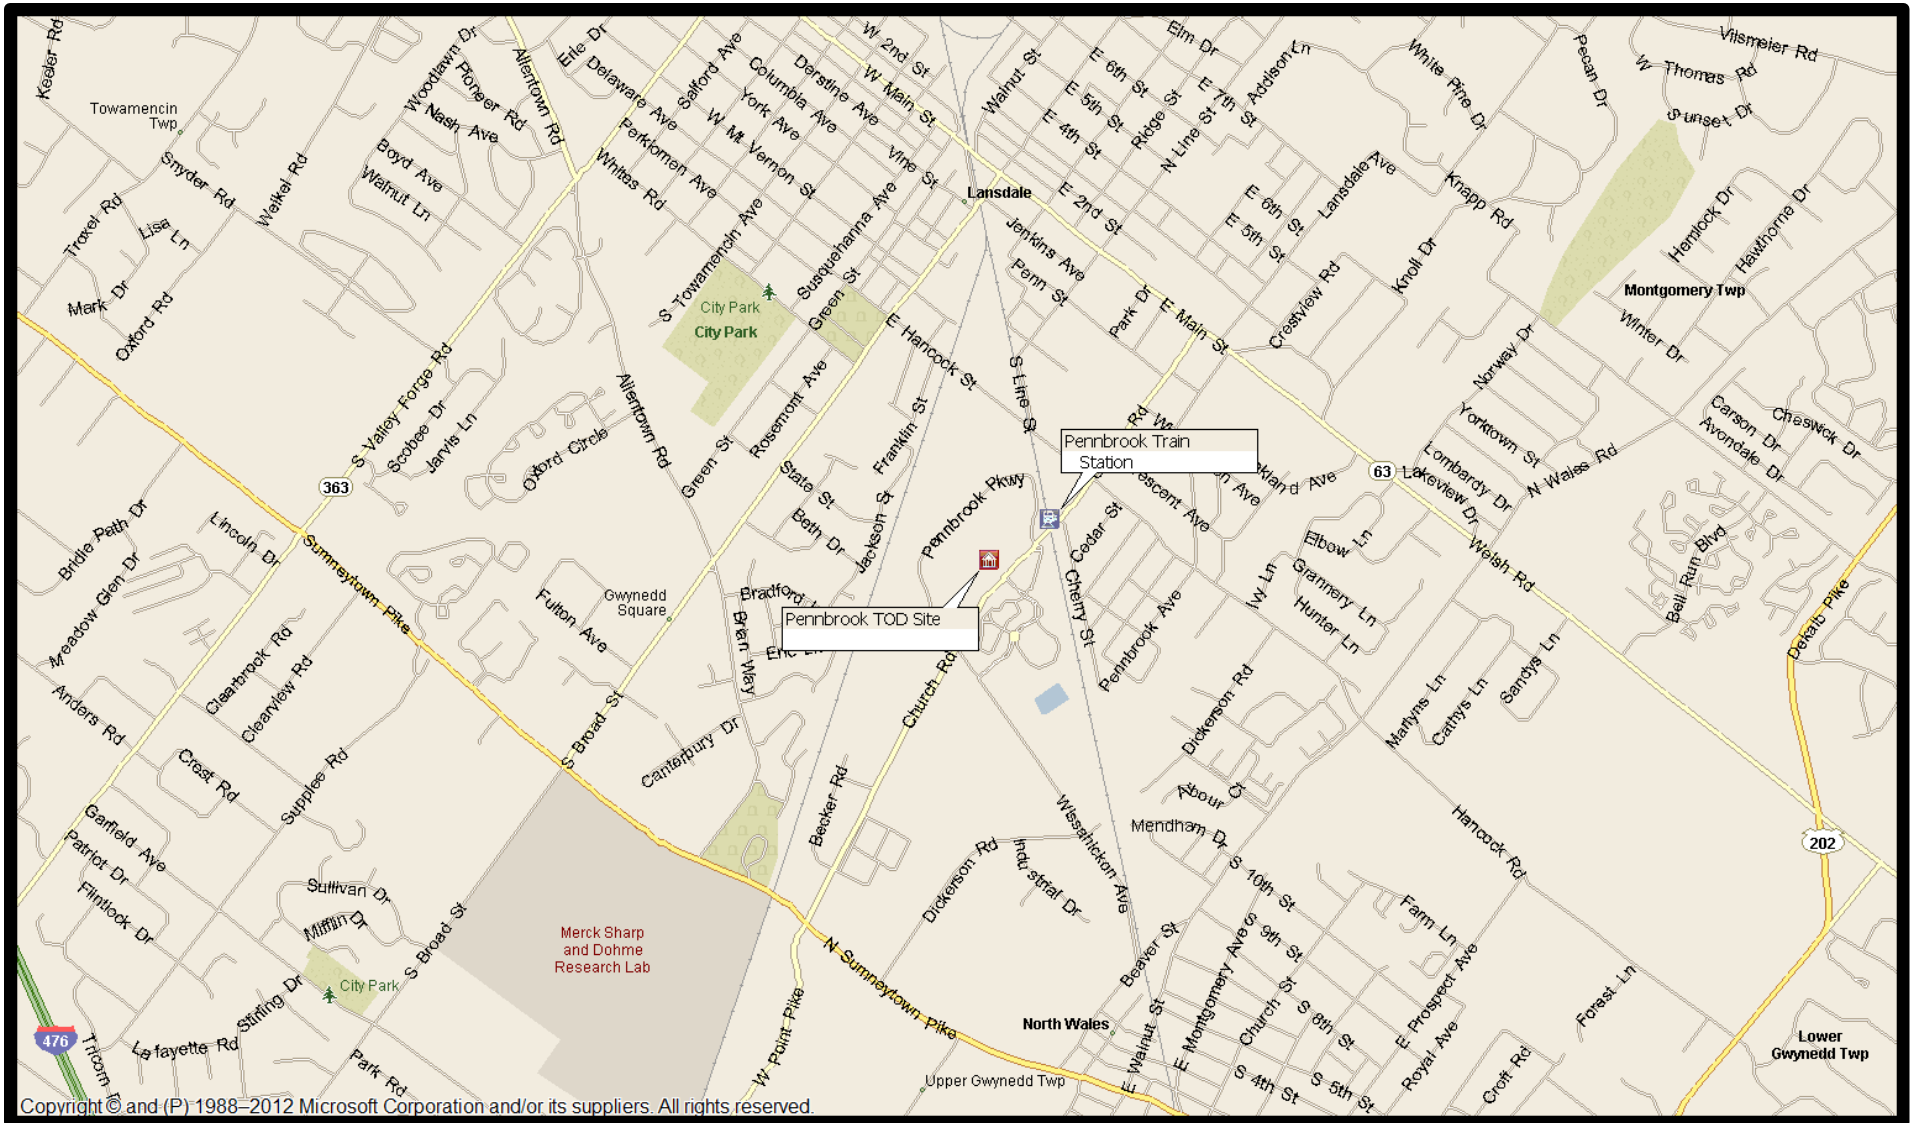 Keeler Rd
Woodlawn Dr
Pioneer Rd
Nash Ave
Allentown Rd
Erie Dr
Delaware Ave
Salford Ave
W 2nd St
Columbia Ave
Derstine Ave
W Main St
York Ave
W Mt Vernon St
Perkiomen Ave
Whites Rd
Vine St
Walnut St
Elm Dr
E 6th St
E 7th St
Addison Ln
E 5th St
E 4th St
Ridge St
N Line St
White Pine Dr
Pecan Dr
W Thomas Rd
Vilsmeier Rd
Sunset Dr
Towamencin
Twp
Snyder Rd
Weikel Rd
Boyd Ave
Walnut Ln
Troxel Rd
Lisa Ln
Mark Dr
Oxford Rd
Lansdale
E 2nd St
Jenkins Ave
Penn St
Park Dr
E 6th St
E 5th St
Lansdale Ave
Knapp Rd
Knoll Dr
Crestview Rd
Hemlock Dr
Hawthorne Dr
Montgomery Twp
Winter Dr
Norway Dr
S Towamencin Ave
Susquehanna Ave
Green St
City Park
City Park
E Hancock St
E Main St
S Line St
Rosemont Ave
Franklin St
Allentown Rd
S Valley Forge Rd
Scobee Dr
Jarvis Ln
Oxford Circle
Green St
State St
Beth Dr
Jackson St
Pennbrook Pkwy
Rd
Pennbrook Train
Station
Crescent Ave
63
Lakeview Dr
Yorktown St
Lombardy Dr
N Wales Rd
Carson Dr
Avondale Dr
Cheswick Dr
363
Bridle Path Dr
Meadow Glen Dr
Lincoln Dr
Sumneytown Pike
Fulton Ave
Gwynedd
Square
Bradford
Brian Way
Pennbrook TOD Site
Cedar St
Cherry St
Pennbrook Ave
Elbow Ln
Ivy Ln
Grannery Ln
Hunter Ln
Welsh Rd
Bell Run Blvd
Dekalb Pike
Clearbrook Rd
Clearview Rd
Anders Rd
S Broad St
Canterbury Dr
Church Rd
Dickerson Rd
Marlyns Ln
Cathys Ln
Sandys Ln
Crest Rd
Supplee Rd
Becker Rd
Wissahickon Ave
Abour Ct
Mendham Dr
Hancock Rd
202
Garfield Ave
Patriot Dr
Flintlock Dr
Sullivan Dr
Mifflin Dr
S Broad St
Merck Sharp
and Dohme
Research Lab
Dickerson Rd
Industrial Dr
S 10th St
S 9th St
Farm Ln
City Park
Stirling Dr
Lafayette Rd
476
Tricorn
Park Rd
N Sumneytown Pike
W Point Pike
Beaver St
E Montgomery Ave
Church St
S 8th St
E Prospect Ave
Royal Ave
Forest Ln
North Wales
E Walnut St
Upper Gwynedd Twp
S 4th St
S 5th St
Croft Rd
Lower
Gwynedd Twp
Copyright © and (P) 1988–2012 Microsoft Corporation and/or its suppliers. All rights reserved.